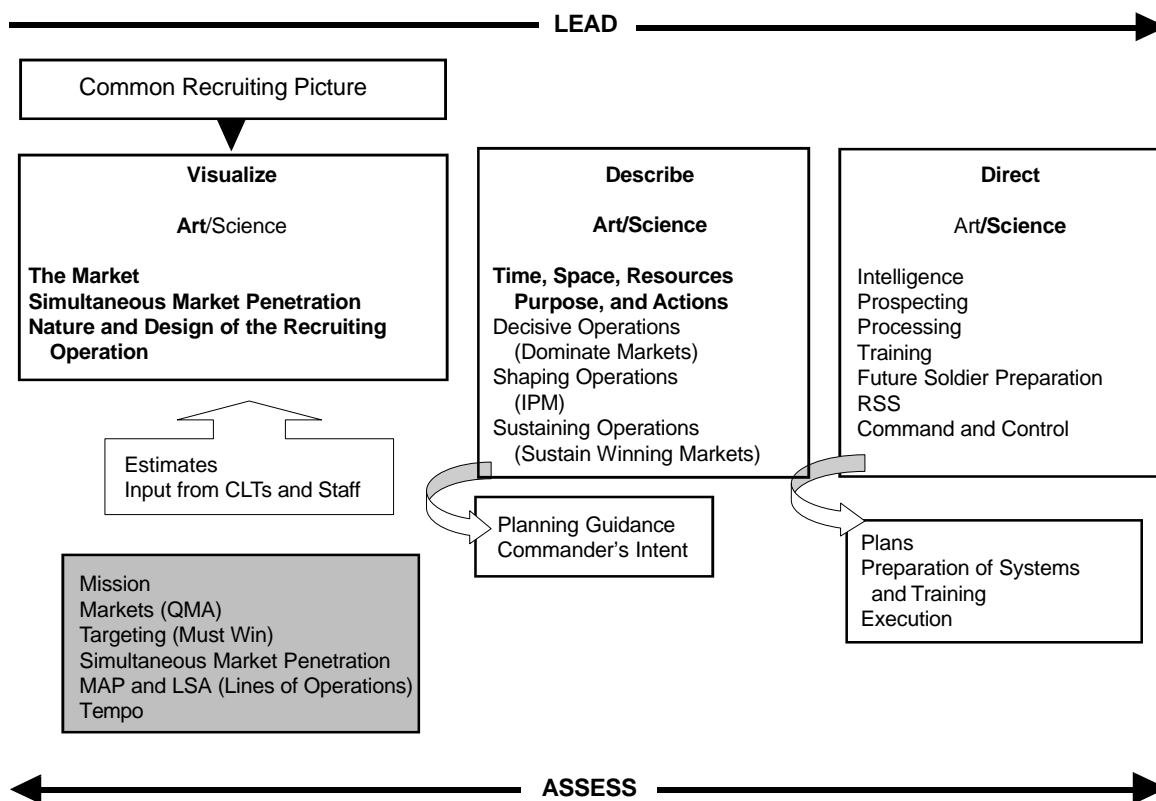 LEAD
Common Recruiting Picture
Visualize
Art/Science
The Market
Simultaneous Market Penetration
Nature and Design of the Recruiting
Operation
Estimates
Input from CLTs and Staff
Mission
Markets (QMA)
Targeting (Must Win)
Simultaneous Market Penetration
MAP and LSA (Lines of Operations)
Tempo
Describe
Art/Science
Time, Space, Resources
Purpose, and Actions
Decisive Operations
(Dominate Markets)
Shaping Operations
(IPM)
Sustaining Operations
(Sustain Winning Markets)
Planning Guidance
Commander's Intent
Direct
Art/Science
Intelligence
Prospecting
Processing
Training
Future Soldier Preparation
RSS
Command and Control
Plans
Preparation of Systems
and Training
Execution
ASSESS